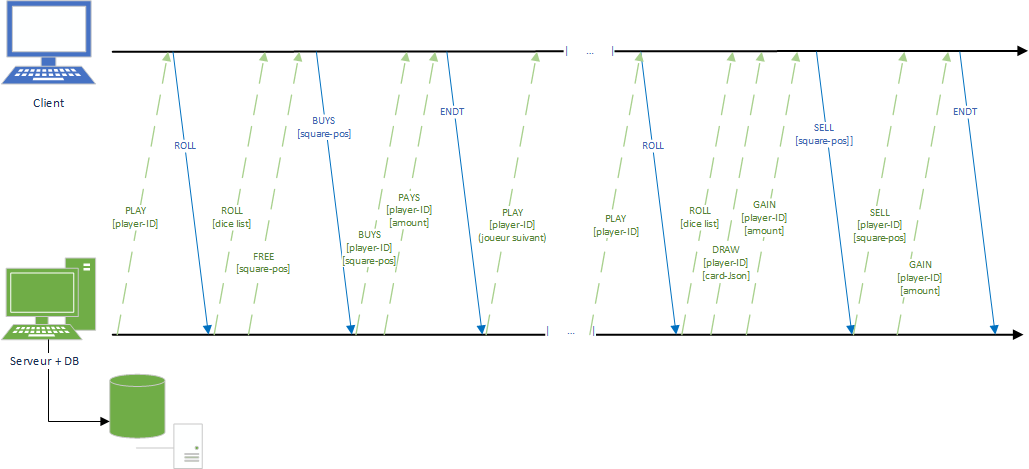 Client
...
PLAY
[player-ID]
ROLL
ROLL
[dice list]
FREE
[square-pos]
BUYS
[square-pos]
BUYS
[player-ID]
[square-pos]
PAYS
[player-ID]
[amount]
ENDT
PLAY
[player-ID]
(joueur suivant)
PLAY
[player-ID]
ROLL
ROLL
[dice list]
DRAW
[player-ID]
[card-Json]
GAIN
[player-ID]
[amount]
SELL
[square-pos]]
SELL
[player-ID]
[square-pos]
GAIN
[player-ID]
[amount]
ENDT
...
Serveur + DB